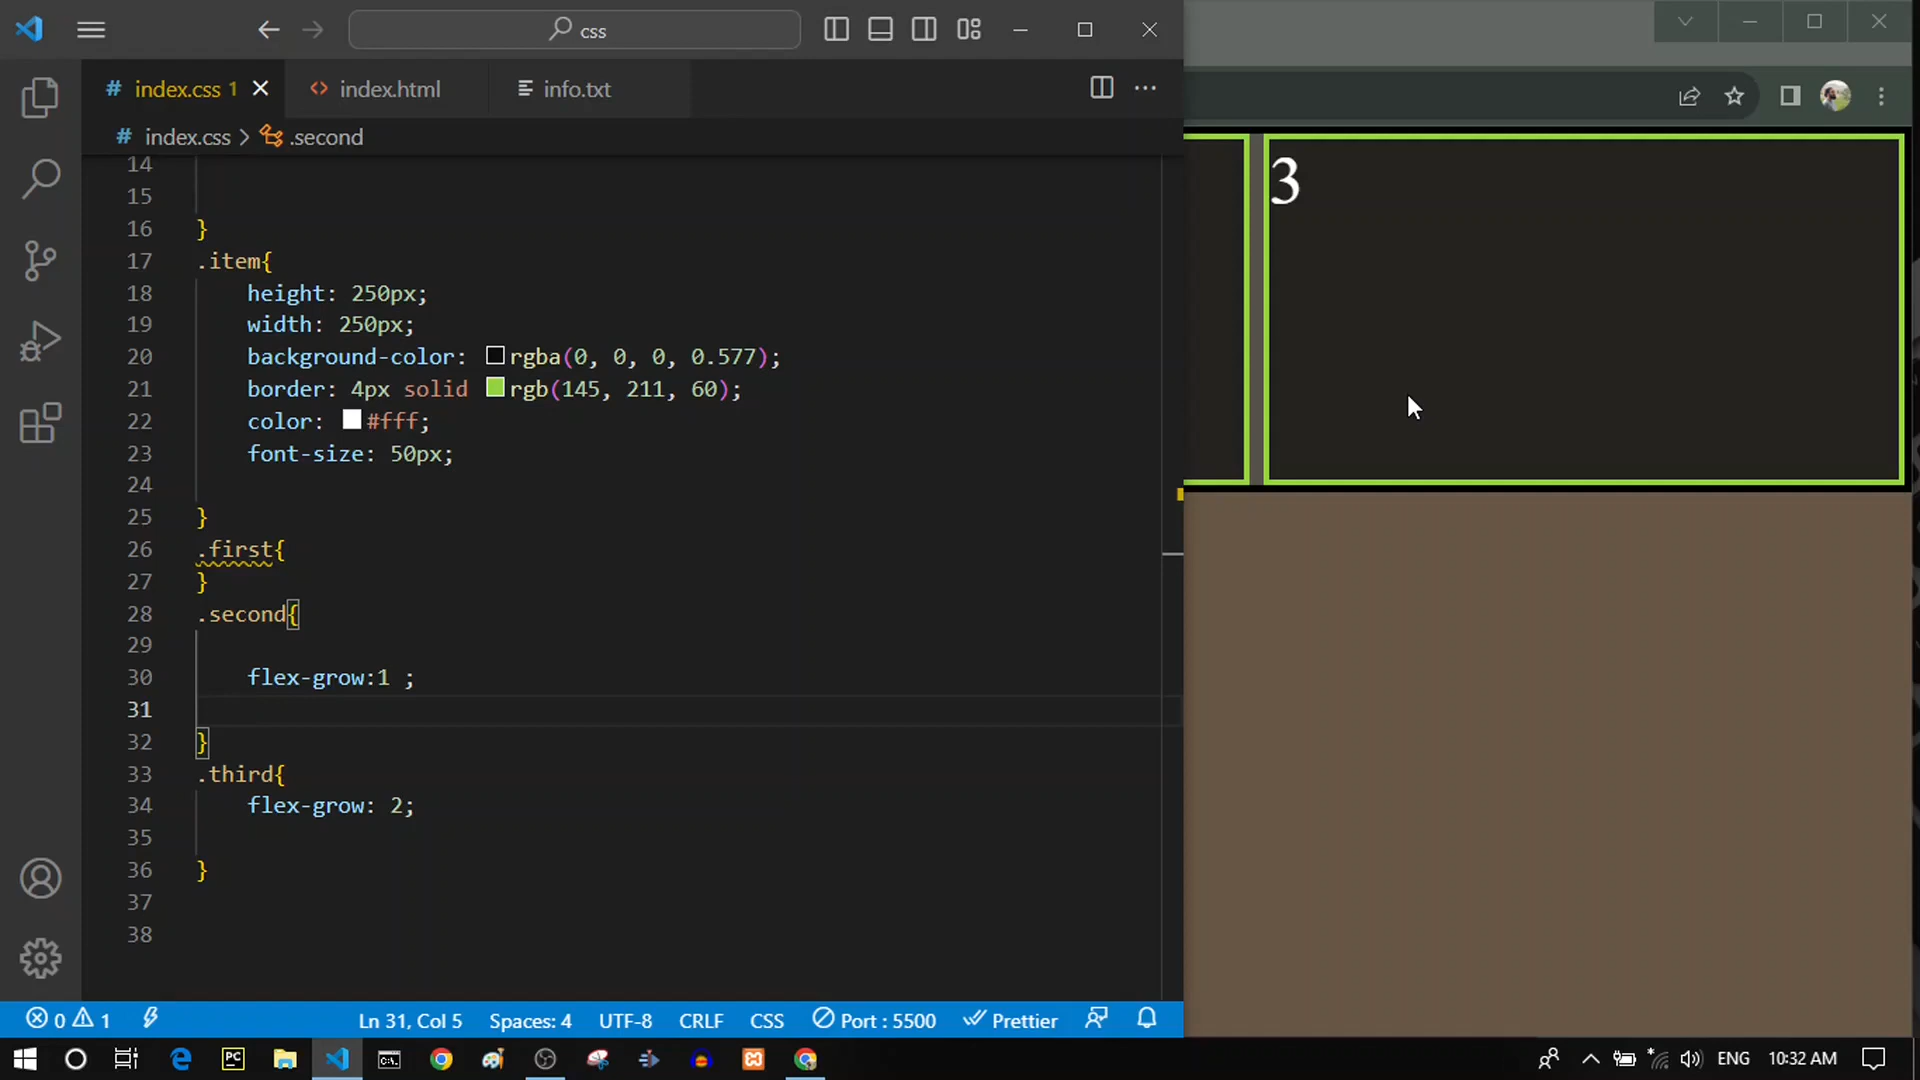 css
# index.css 1
<> index.html
info.txt
# index.css > .second
14
15
16 }
17 .item{
18 height: 250px;
19 width: 250px;
20 background-color: rgba(0, 0, 0, 0.577);
21 border: 4px solid rgb(145, 211, 60);
22 color: #fff;
23 font-size: 50px;
24
25 }
26 .first{
27 }
28 .second{
29
30 flex-grow:1 ;
31
32 }
33 .third{
34 flex-grow: 2;
35
36 }
37
38
3
0 1
Ln 31, Col 5
Spaces: 4
UTF-8
CRLF
CSS
Port : 5500
Prettier
PC
ENG
10:32 AM